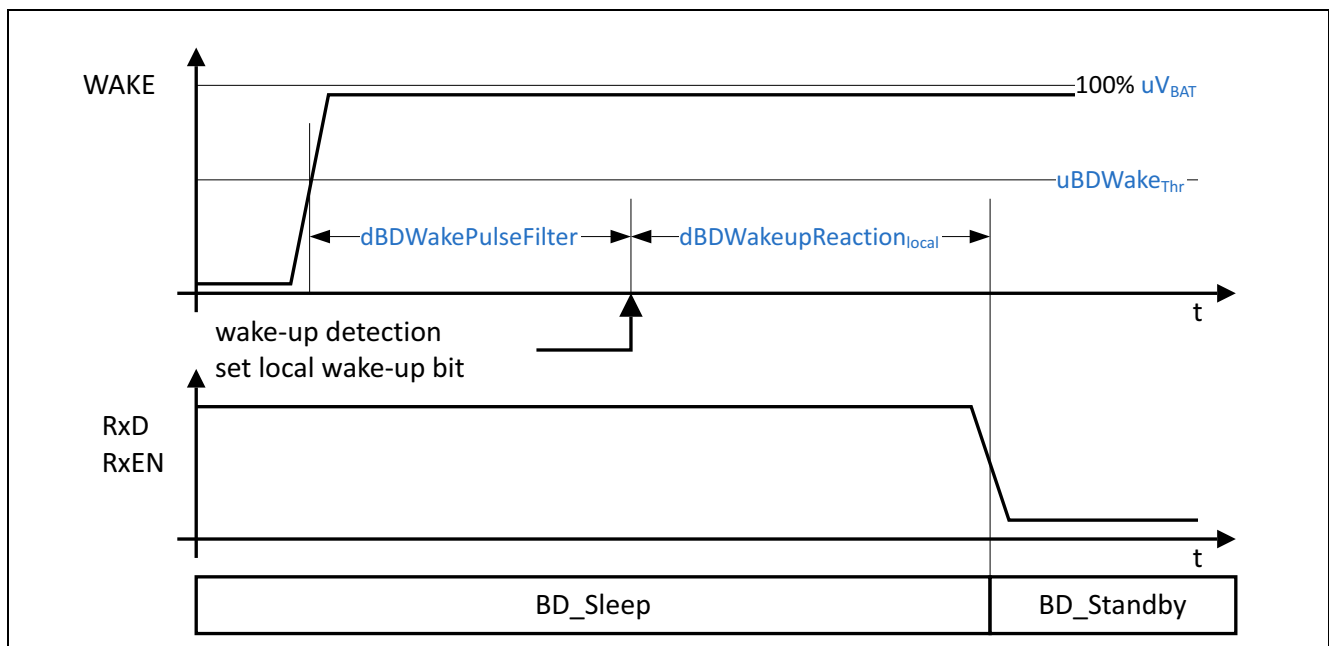 WAKE
100% uVBAT
uBDWakeThr
dBDWakePulseFilter
dBDWakeupReactionlocal
t
wake-up detection
set local wake-up bit
RxD
RxEN
t
BD_Sleep
BD_Standby